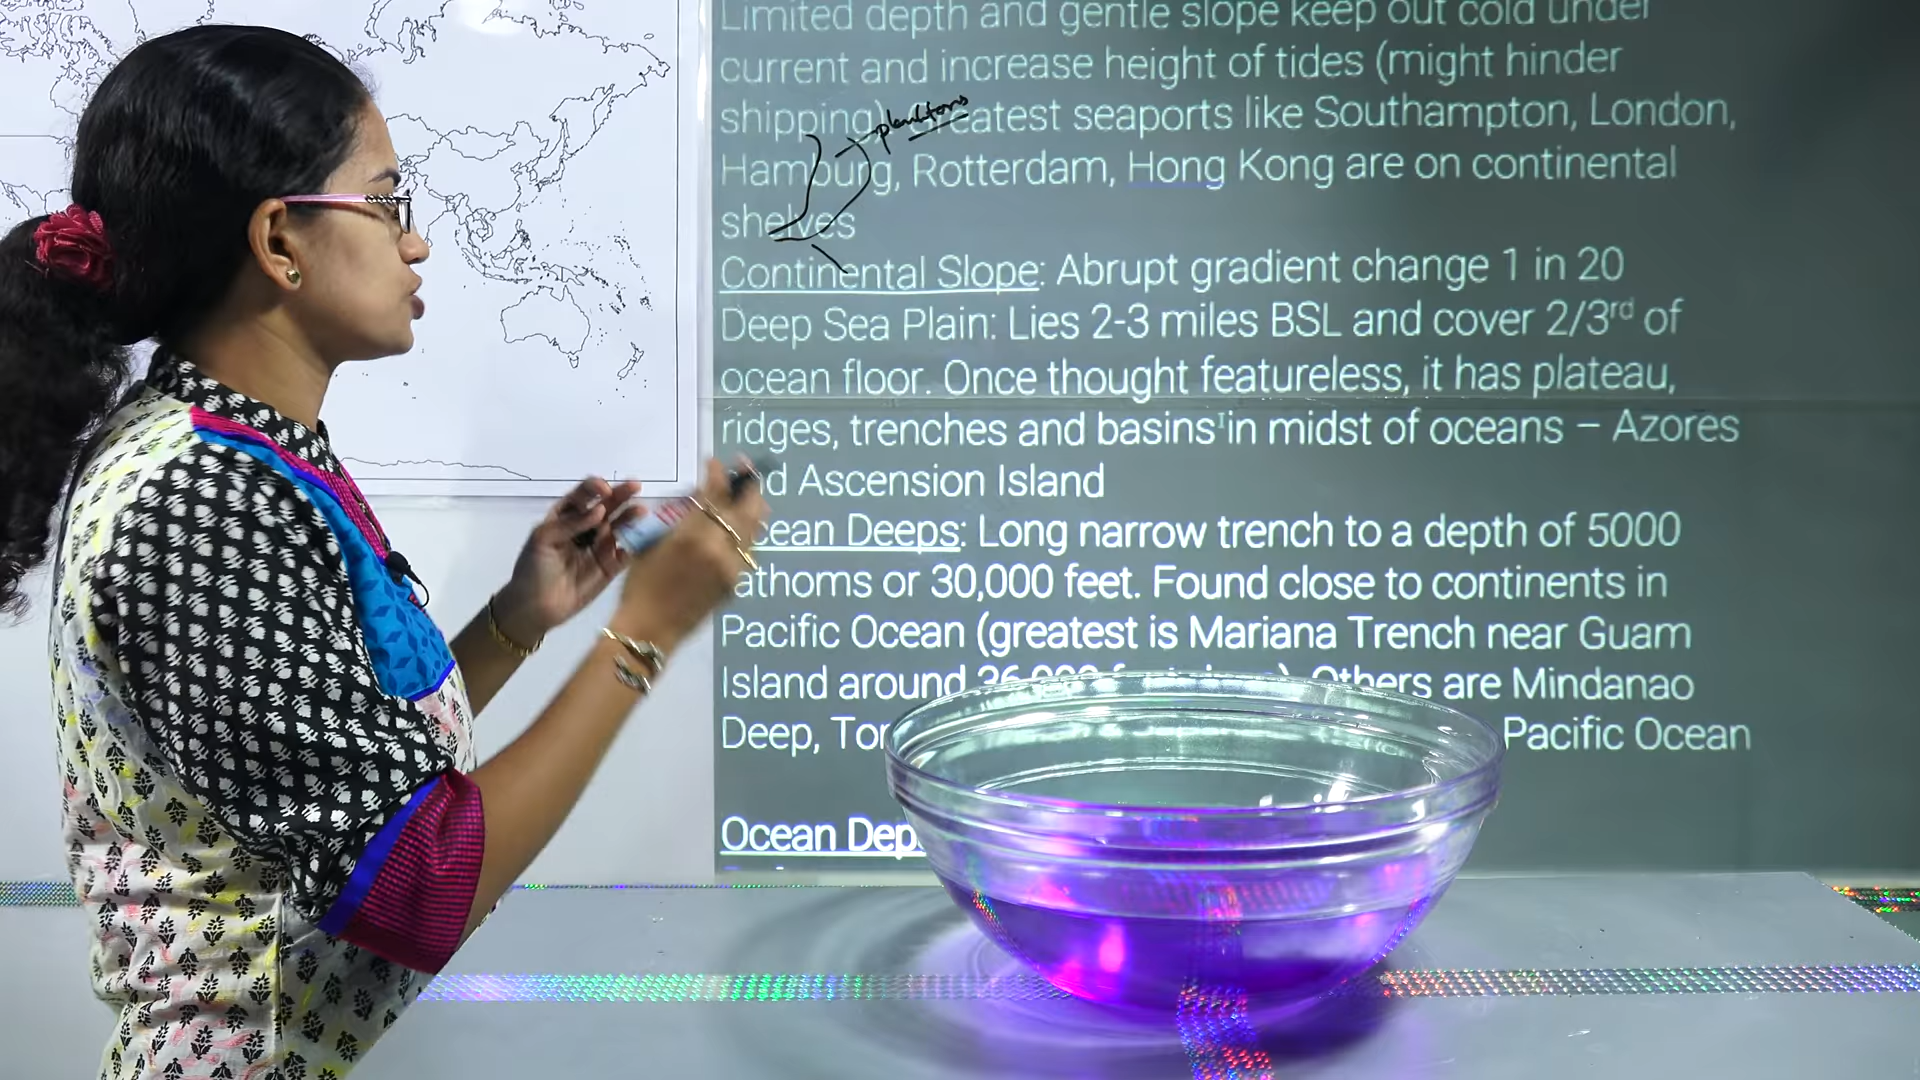 Limited depth and gentle slope keep out cold under
current and increase height of tides (might hinder
planktons
shipping). Greatest seaports like Southampton, London,
Hamburg, Rotterdam, Hong Kong are on continental
shelves
Continental Slope: Abrupt gradient change 1 in 20
Deep Sea Plain: Lies 2-3 miles BSL and cover 2/3rd of
ocean floor. Once thought featureless, it has plateau,
ridges, trenches and basins in midst of oceans – Azores
Ascension Island
Deeps: Long narrow trench to a depth of 5000
or 30,000 feet. Found close to continents in
Pacific Ocean (greatest is Mariana Trench near Guam
Island around Others are Mindanao
Deep, Pacific Ocean
Ocean